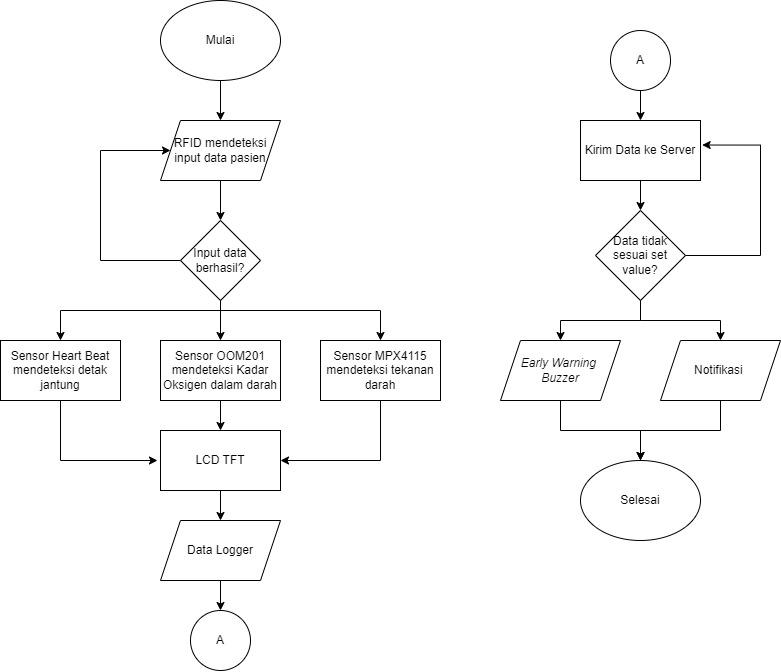 Mulai
RFID mendeteksi
input data pasien
Input data
berhasil?
Sensor Heart Beat
mendeteksi detak
jantung
Sensor OOM201
mendeteksi Kadar
Oksigen dalam darah
Sensor MPX4115
mendeteksi tekanan
darah
LCD TFT
Data Logger
A
A
Kirim Data ke Server
Data tidak
sesuai set
value?
Early Warning
Buzzer
Notifikasi
Selesai